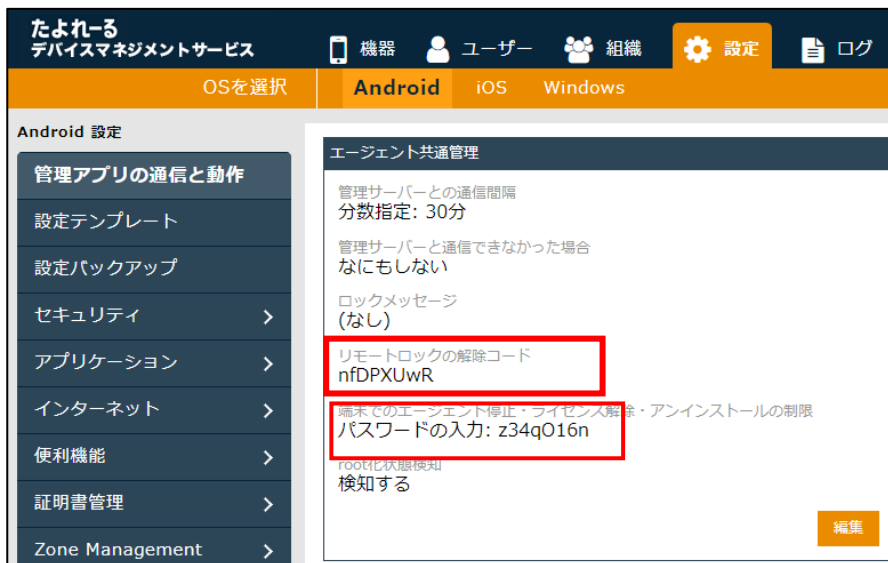 たよれーる
デバイスマネジメントサービス
機器
ユーザー
組織
設定
ログ
OSを選択
Android
iOS
Windows
Android 設定
管理アプリの通信と動作
設定テンプレート
設定バックアップ
セキュリティ
アプリケーション
インターネット
便利機能
証明書管理
Zone Management
エージェント共通管理
管理サーバーとの通信間隔
分数指定: 30分
管理サーバーと通信できなかった場合
なにもしない
ロックメッセージ
(なし)
リモートロックの解除コード
nfDPXUwR
端末でのエージェント停止・ライセンス解除・アンインストールの制限
パスワードの入力: z34qO16n
root化状態検知
検知する
編集